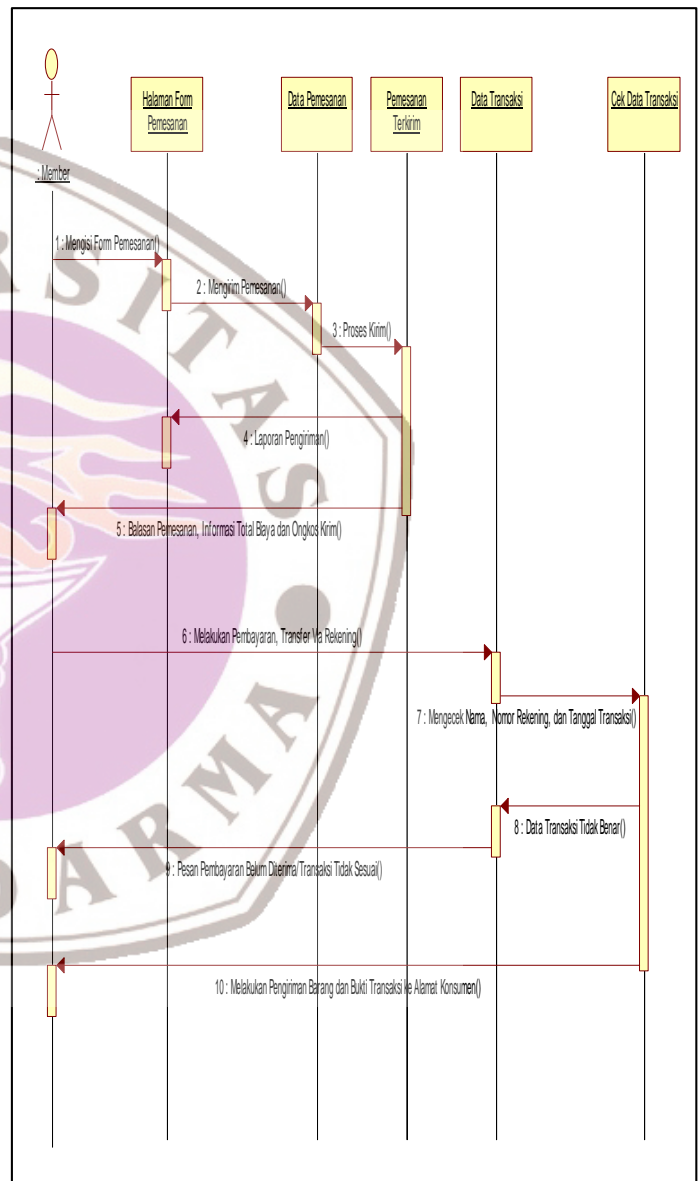 Halaman Form
Pemesanan
Data Pemesanan
Pemesanan
Terkirim
Data Transaksi
Cek Data Transaksi
: Member
1 : Mengisi Form Pemesanan()
2 : Mengirim Pemesanan()
3 : Proses Kirim()
4 : Laporan Pengiriman()
5 : Balasan Pemesanan, Informasi Total Biaya dan Ongkos Kirim()
6 : Melakukan Pembayaran, Transfer Via Rekening()
7 : Mengecek Nama, Nomor Rekening, dan Tanggal Transaksi()
8 : Data Transaksi Tidak Benar()
9 : Pesan Pembayaran Belum Diterima/Transaksi Tidak Sesuai()
10 : Melakukan Pengiriman Barang dan Bukti Transaksi ke Alamat Konsumen()
ERSITAS
DARMA